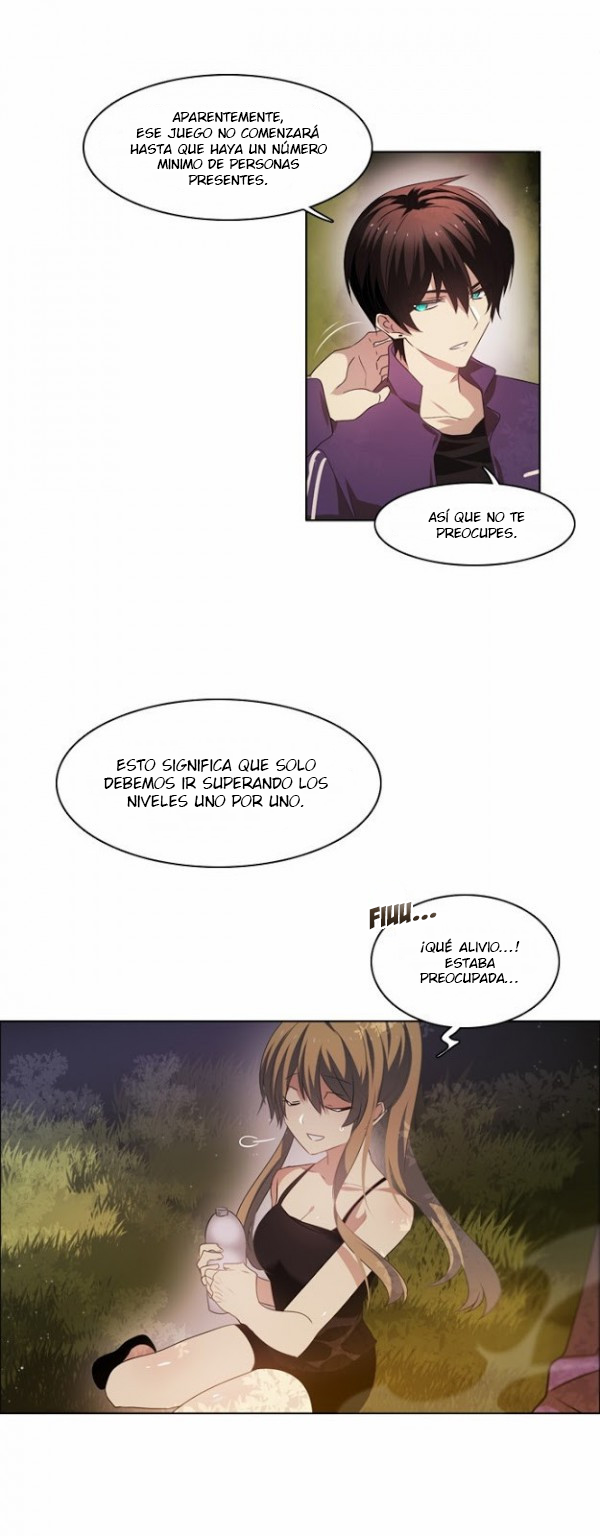 APARENTEMENTE,
ESE JUEGO NO COMENZARÁ
HASTA QUE HAYA UN NÚMERO
MINIMO DE PERSONAS
PRESENTES.
ASÍ QUE NO TE
PREOCUPES.
ESTO SIGNIFICA QUE SOLO
DEBEMOS IR SUPERANDO LOS
NIVELES UNO POR UNO.
FIUU...
¡QUÉ ALIVIO...!
ESTABA
PREOCUPADA...